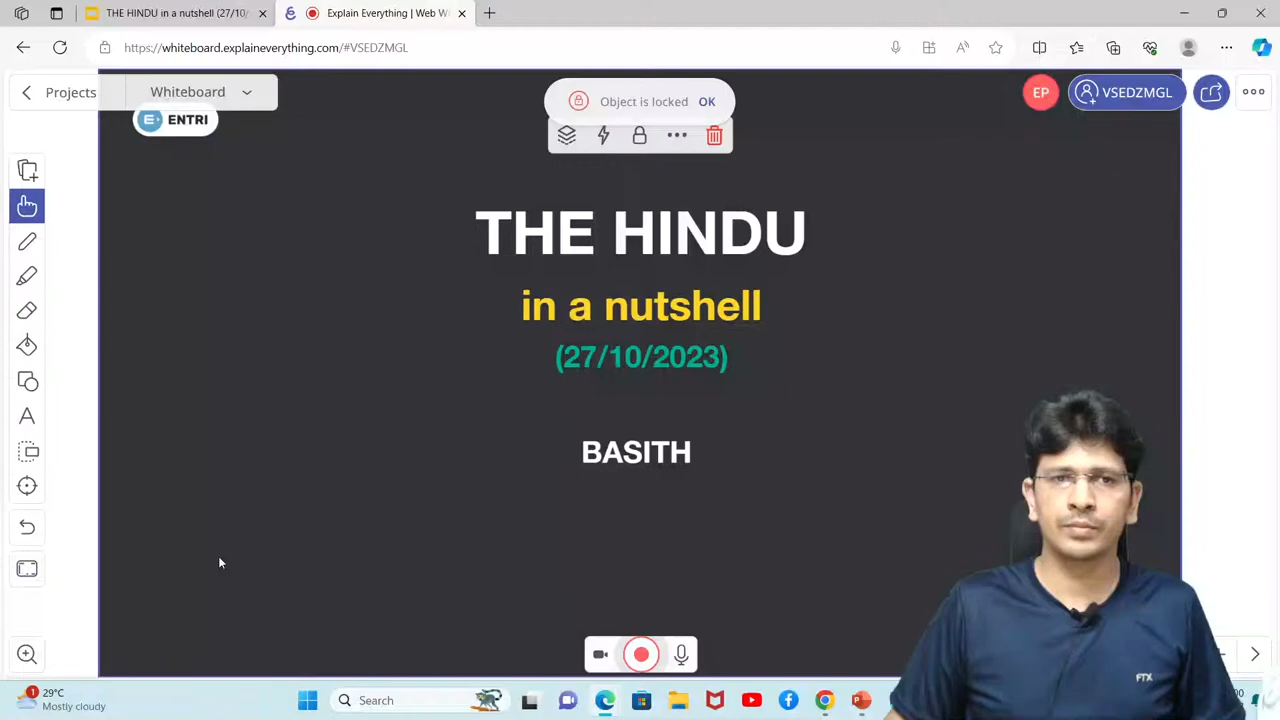 THE HINDU in a nutshell (27/10/
Explain Everything | Web W
https://whiteboard.explaineverything.com/#VSEDZMGL
Projects
Whiteboard
Object is locked OK
EP
VSEDZMGL
ENTRI
THE HINDU
in a nutshell
(27/10/2023)
BASITH
FTX
1
29°C
Mostly cloudy
Search